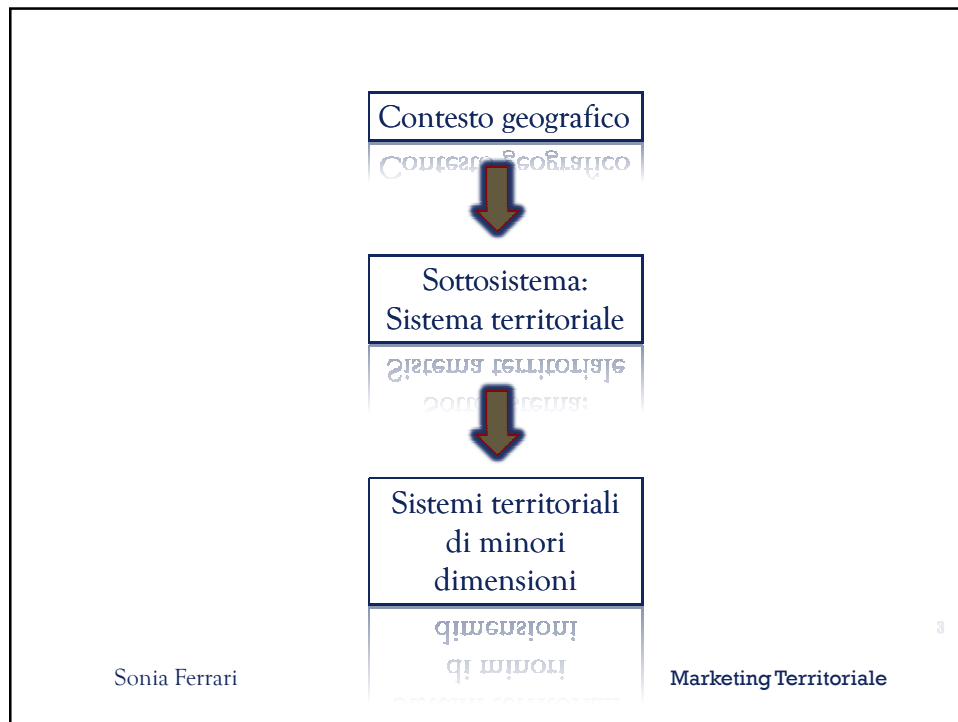 Contesto geografico
Sottosistema:
Sistema territoriale
Sistemi territoriali
di minori
dimensioni
3
Sonia Ferrari
Marketing Territoriale